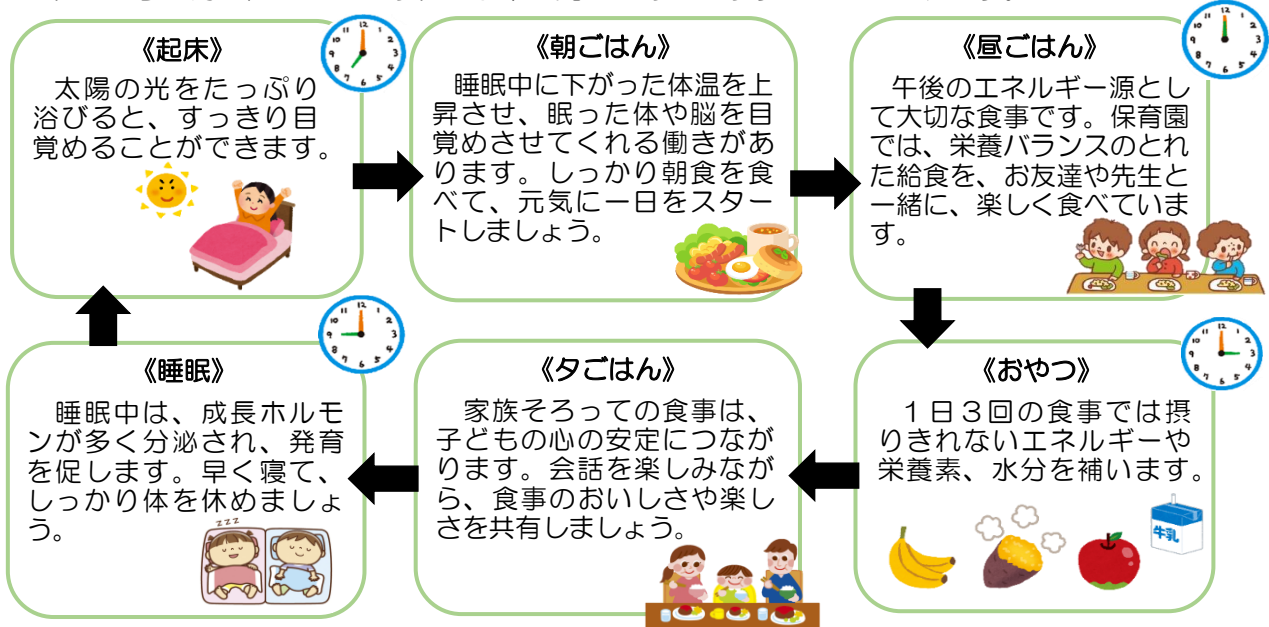 《起床》
太陽の光をたっぷり
浴びると、すっきり目
覚めることができます。
《朝ごはん》
睡眠中に下がった体温を上
昇させ、眠った体や脳を目
覚めさせてくれる働きがあ
ります。しっかり朝食を食
べて、元気に一日をスター
トしましょう。
《昼ごはん》
午後のエネルギー源とし
て大切な食事です。保育園
では、栄養バランスのとれ
た給食を、お友達や先生と
一緒に、楽しく食べていま
す。
《おやつ》
１日３回の食事では摂
りきれないエネルギーや
栄養素、水分を補います。
牛乳
《夕ごはん》
家族そろっての食事は、
子どもの心の安定につなが
ります。会話を楽しみなが
ら、食事のおいしさや楽し
さを共有しましょう。
《睡眠》
睡眠中は、成長ホルモ
ンが多く分泌され、発育
を促します。早く寝て、
しっかり体を休めましょ
う。
zzz